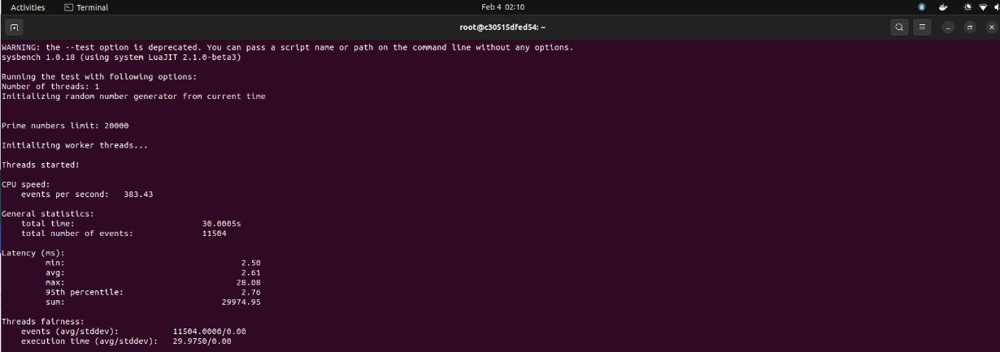 Activities Terminal Feb 4 02:10
root@c30515dfed54: ~
WARNING: the --test option is deprecated. You can pass a script name or path on the command line without any options.
sysbench 1.0.18 (using system LuaJIT 2.1.0-beta3)
Running the test with following options:
Number of threads: 1
Initializing random number generator from current time
Prime numbers limit: 20000
Initializing worker threads...
Threads started!
CPU speed:
events per second: 383.43
General statistics:
total time: 30.0005s
total number of events: 11504
Latency (ms):
min: 2.50
avg: 2.61
max: 28.08
95th percentile: 2.76
sum: 29974.95
Threads fairness:
events (avg/stddev): 11504.0000/0.00
execution time (avg/stddev): 29.9750/0.00